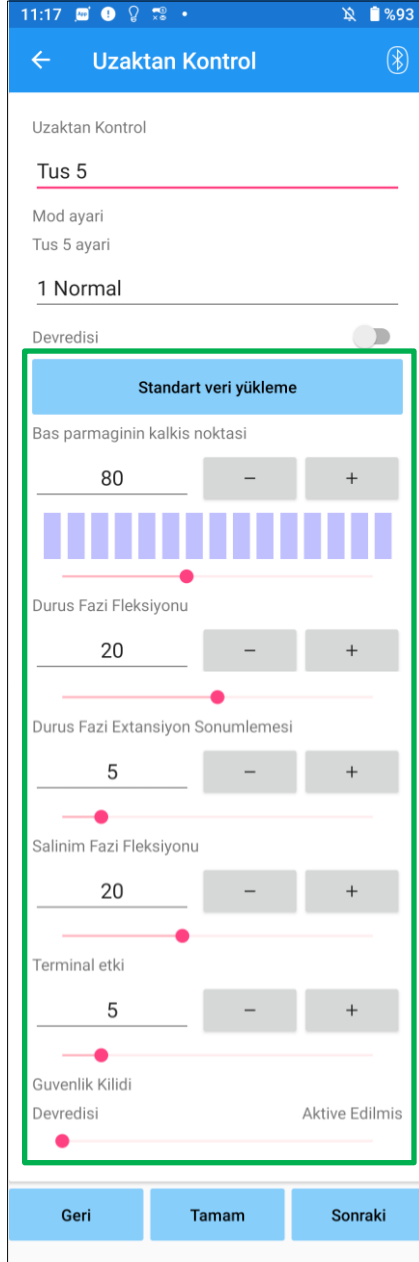 11:17 %93
Uzaktan Kontrol
Uzaktan Kontrol
Tus 5
Mod ayari
Tus 5 ayari
1 Normal
Devredisi
Standart veri yükleme
Bas parmaginin kalkis noktasi
80 − +
Durus Fazi Fleksiyonu
20 − +
Durus Fazi Extansiyon Sonumlemesi
5 − +
Salinim Fazi Fleksiyonu
20 − +
Terminal etki
5 − +
Guvenlik Kilidi
Devredisi Aktive Edilmis
Geri Tamam Sonraki